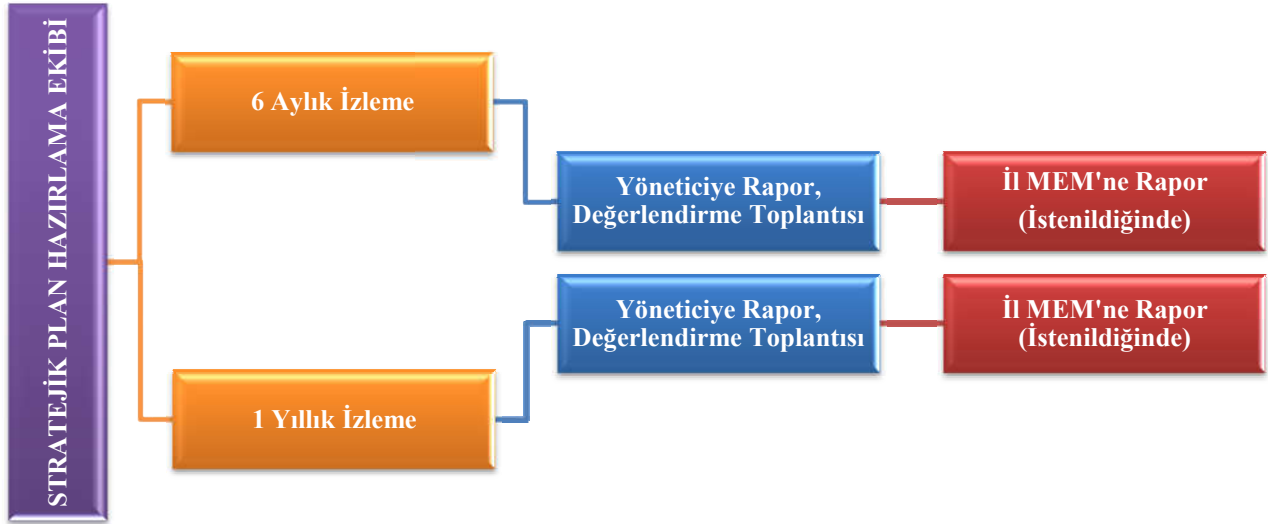 STRATEJİK PLAN HAZIRLAMA EKİBİ
6 Aylık İzleme
Yöneticiye Rapor,
Değerlendirme Toplantısı
İl MEM'ne Rapor
(İstenildiğinde)
1 Yıllık İzleme
Yöneticiye Rapor,
Değerlendirme Toplantısı
İl MEM'ne Rapor
(İstenildiğinde)